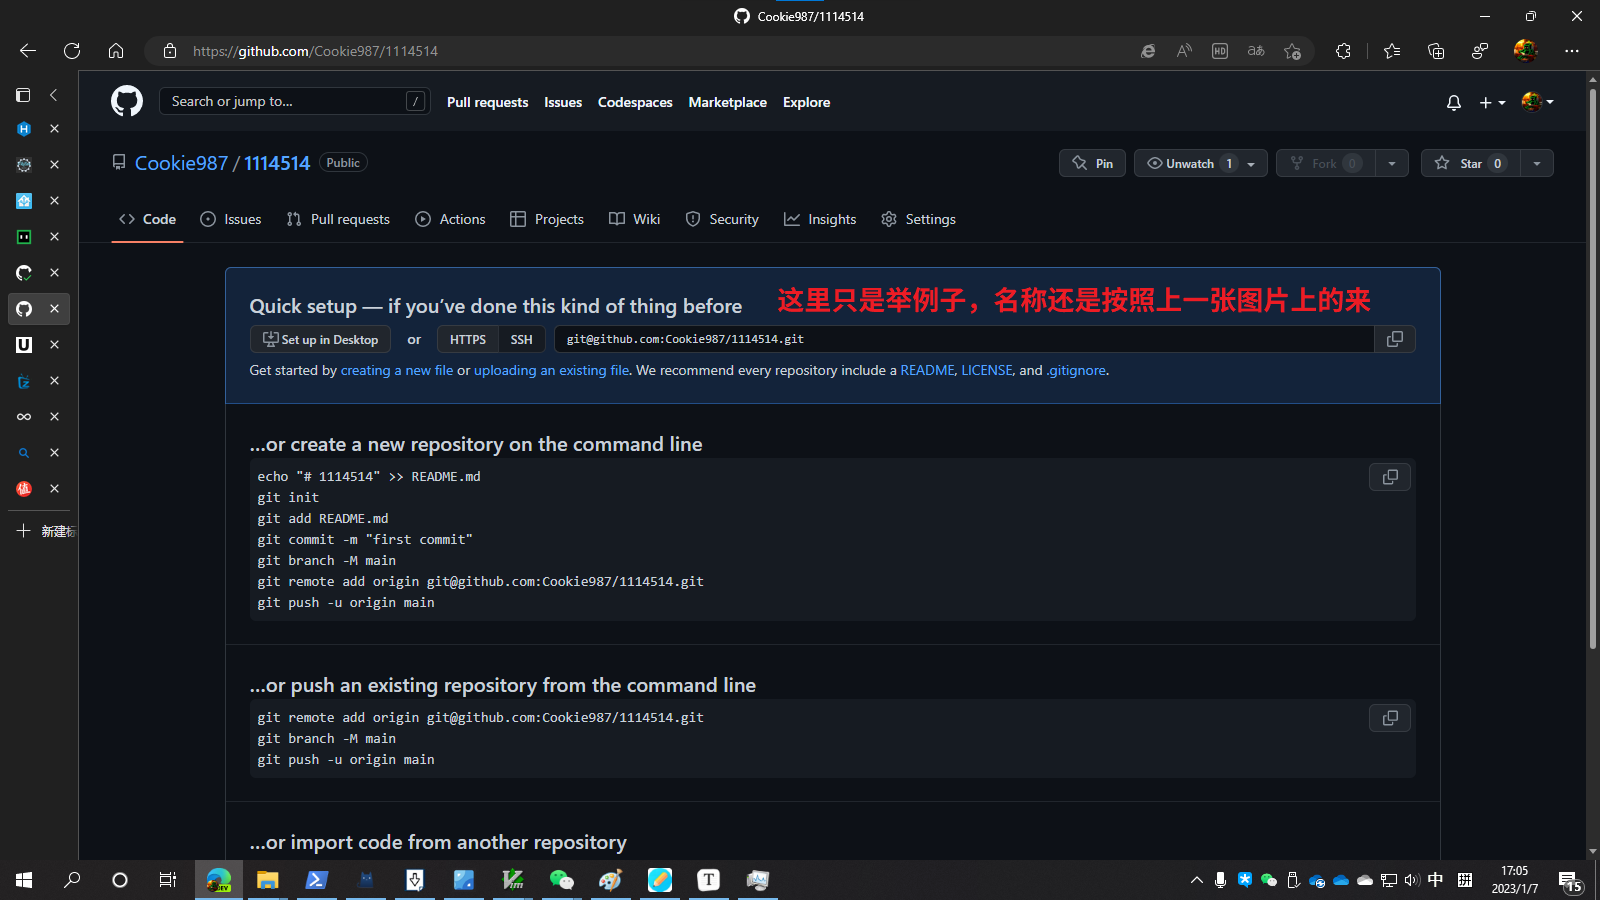 Cookie987/1114514
https://github.com/Cookie987/1114514
Search or jump to...
/
Pull requests
Issues
Codespaces
Marketplace
Explore
Cookie987 / 1114514
Public
Pin
Unwatch 1
Fork 0
Star 0
Code
Issues
Pull requests
Actions
Projects
Wiki
Security
Insights
Settings
新建标
Quick setup — if you've done this kind of thing before
这里只是举例子，名称还是按照上一张图片上的来
Set up in Desktop
or
HTTPS
SSH
git@github.com:Cookie987/1114514.git
Get started by creating a new file or uploading an existing file. We recommend every repository include a README, LICENSE, and .gitignore.
…or create a new repository on the command line
echo "# 1114514" >> README.md
git init
git add README.md
git commit -m "first commit"
git branch -M main
git remote add origin git@github.com:Cookie987/1114514.git
git push -u origin main
…or push an existing repository from the command line
git remote add origin git@github.com:Cookie987/1114514.git
git branch -M main
git push -u origin main
…or import code from another repository
中
拼
17:05
2023/1/7
15